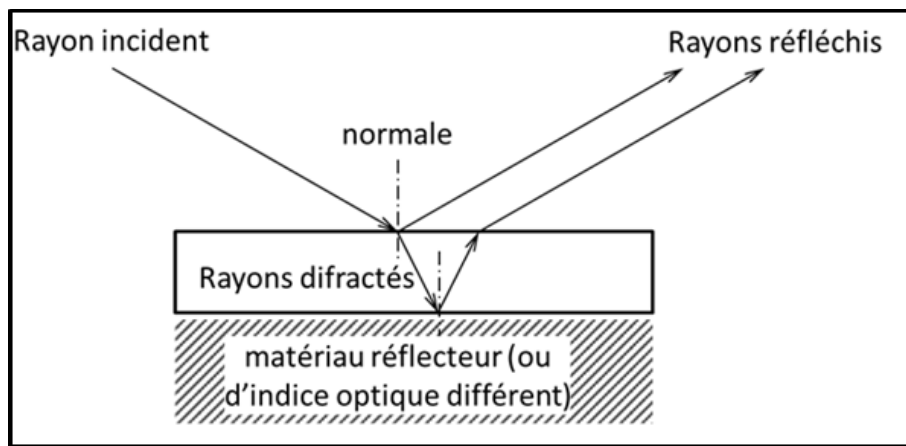 Rayon incident
Rayons réfléchis
normale
Rayons difractés
matériau réflecteur (ou
d'indice optique différent)